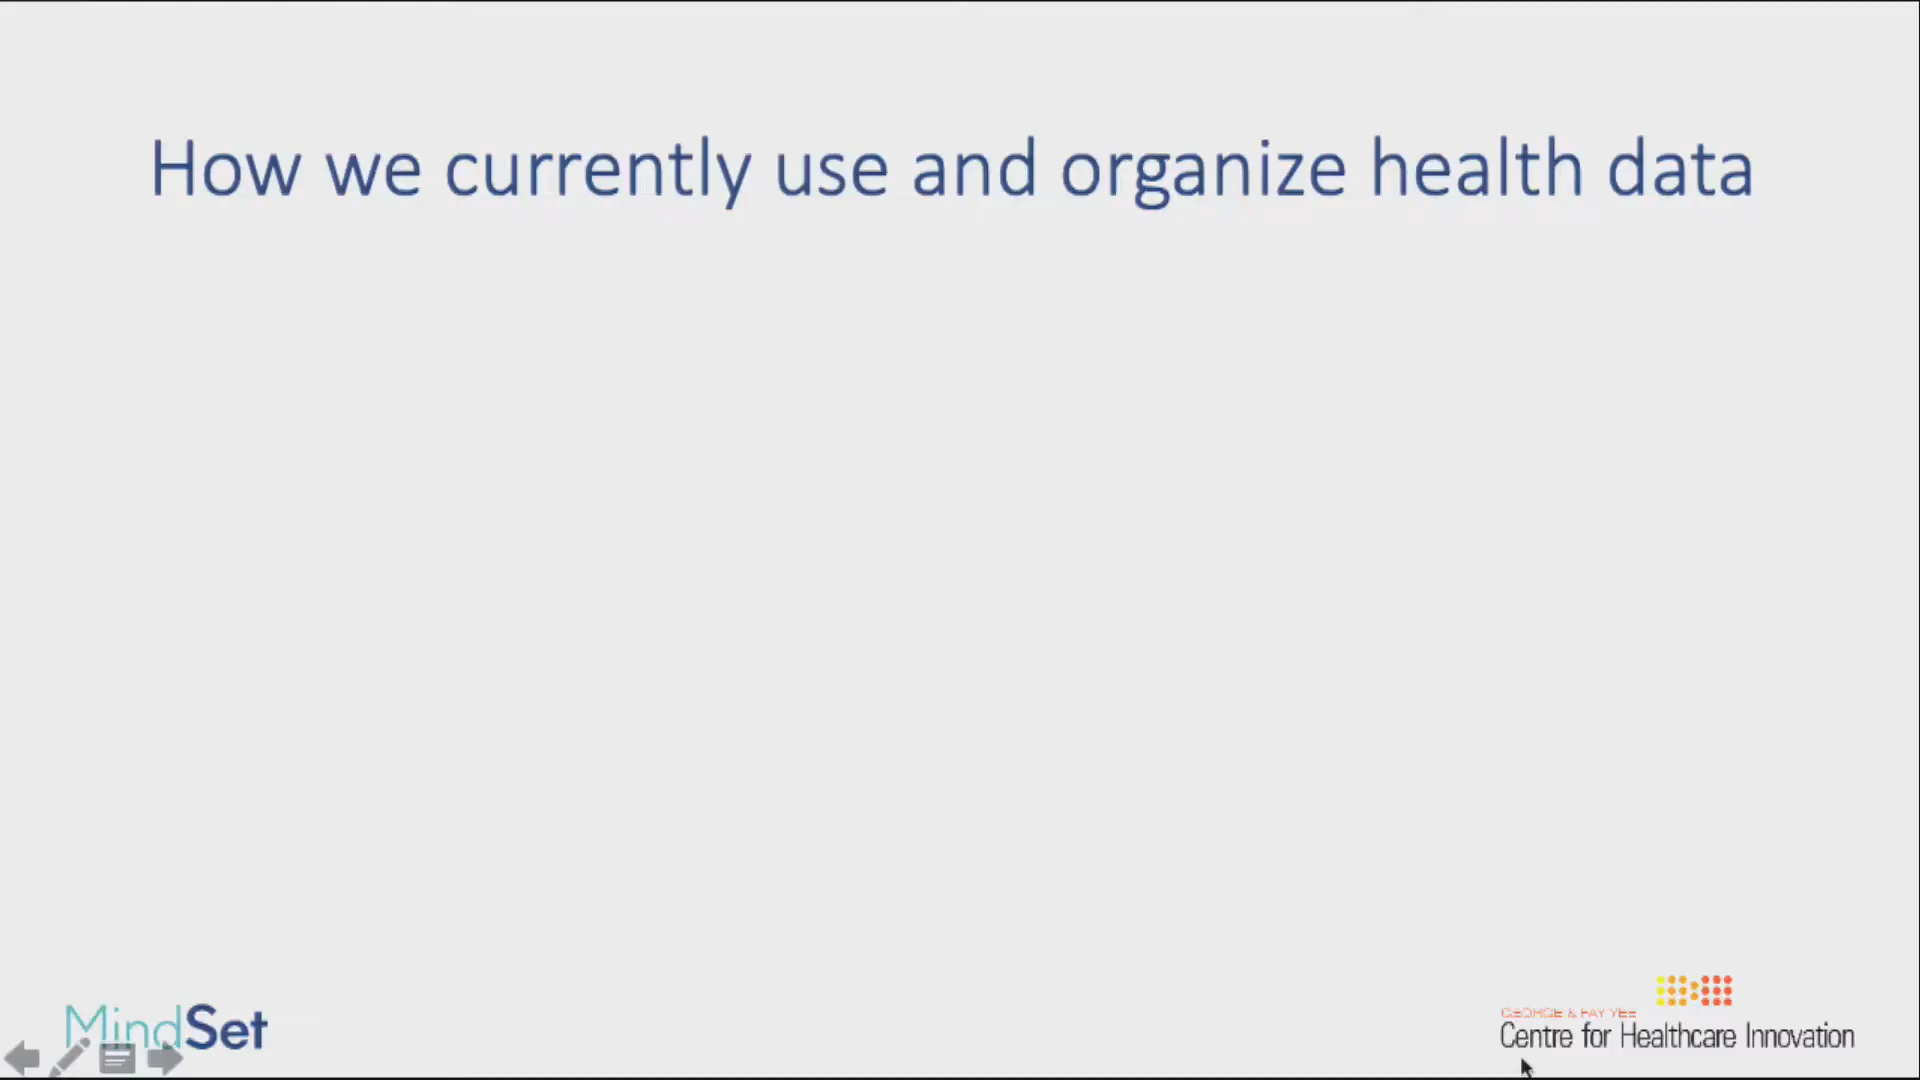 How we currently use and organize health data
MindSet
GEORGE & FAY YEE
Centre for Healthcare Innovation